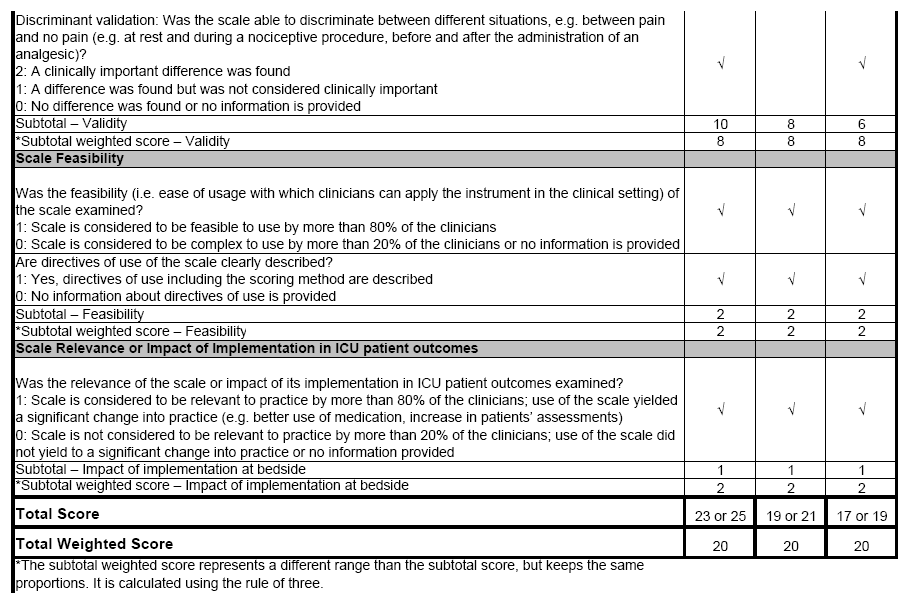 Discriminant validation: Was the scale able to discriminate between different situations, e.g. between pain
and no pain (e.g. at rest and during a nociceptive procedure, before and after the administration of an
analgesic)?
2: A clinically important difference was found
1: A difference was found but was not considered clinically important
0: No difference was found or no information is provided
√ √
Subtotal – Validity 10 8 6
*Subtotal weighted score – Validity 8 8 8
Scale Feasibility
Was the feasibility (i.e. ease of usage with which clinicians can apply the instrument in the clinical setting) of
the scale examined?
1: Scale is considered to be feasible to use by more than 80% of the clinicians
0: Scale is considered to be complex to use by more than 20% of the clinicians or no information is provided
√ √ √
Are directives of use of the scale clearly described?
1: Yes, directives of use including the scoring method are described
0: No information about directives of use is provided
√ √ √
Subtotal – Feasibility 2 2 2
*Subtotal weighted score – Feasibility 2 2 2
Scale Relevance or Impact of Implementation in ICU patient outcomes
Was the relevance of the scale or impact of its implementation in ICU patient outcomes examined?
1: Scale is considered to be relevant to practice by more than 80% of the clinicians; use of the scale yielded
a significant change into practice (e.g. better use of medication, increase in patients' assessments)
0: Scale is not considered to be relevant to practice by more than 20% of the clinicians; use of the scale did
not yield to a significant change into practice or no information provided
√ √ √
Subtotal – Impact of implementation at bedside 1 1 1
*Subtotal weighted score – Impact of implementation at bedside 2 2 2
Total Score 23 or 25 19 or 21 17 or 19
Total Weighted Score 20 20 20
*The subtotal weighted score represents a different range than the subtotal score, but keeps the same
proportions. It is calculated using the rule of three.